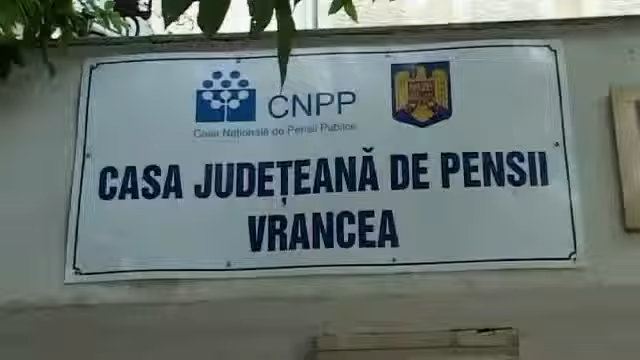 CNPP
Casa Națională de Pensii Publice
CASA JUDEȚEANĂ DE PENSII
VRANCEA